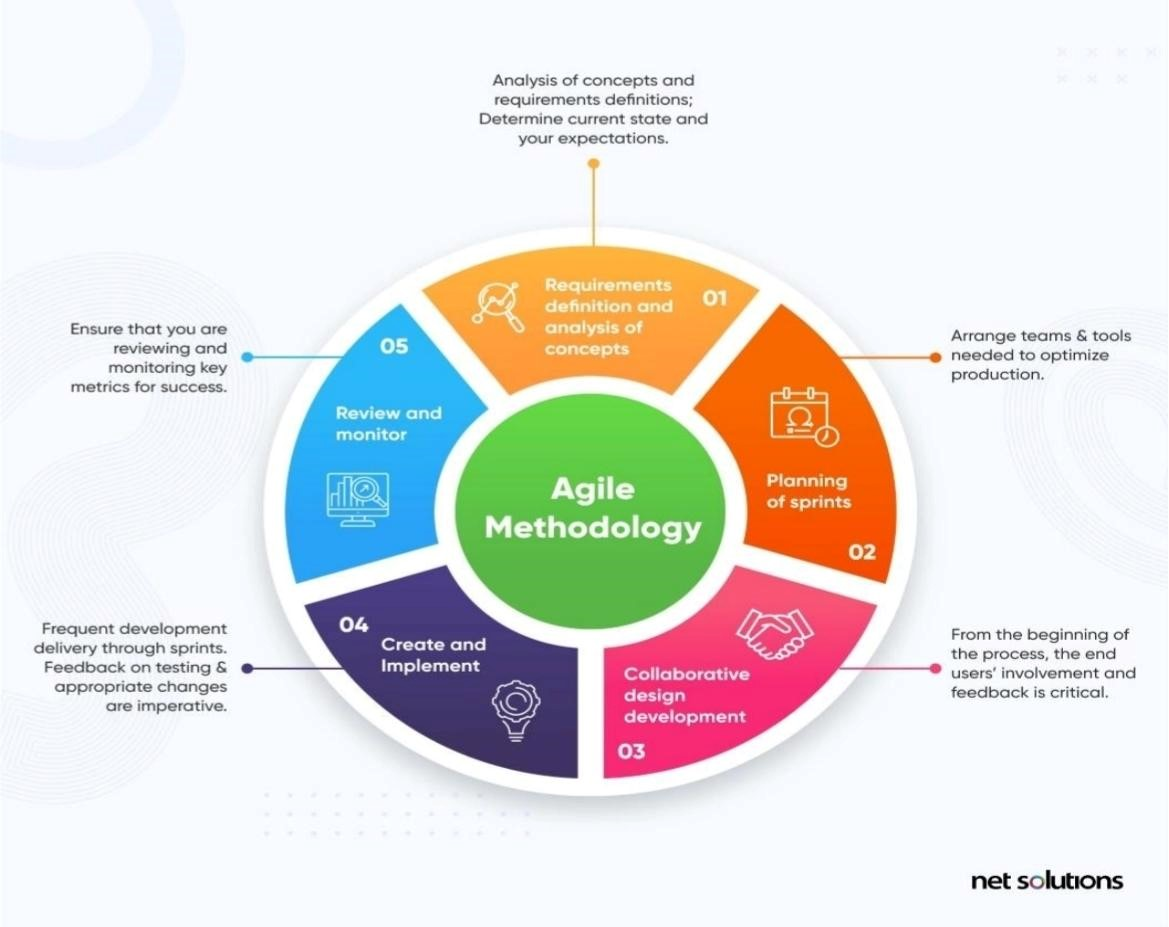 Analysis of concepts and
requirements definitions;
Determine current state and
your expectations.
Requirements
definition and
analysis of
concepts
01
Arrange teams & tools
needed to optimize
production.
Planning
of sprints
02
From the beginning of
the process, the end
users' involvement and
feedback is critical.
Collaborative
design
development
03
Frequent development
delivery through sprints.
Feedback on testing &
appropriate changes
are imperative.
04
Create and
Implement
Ensure that you are
reviewing and
monitoring key
metrics for success.
05
Review and
monitor
Agile
Methodology
net solutions